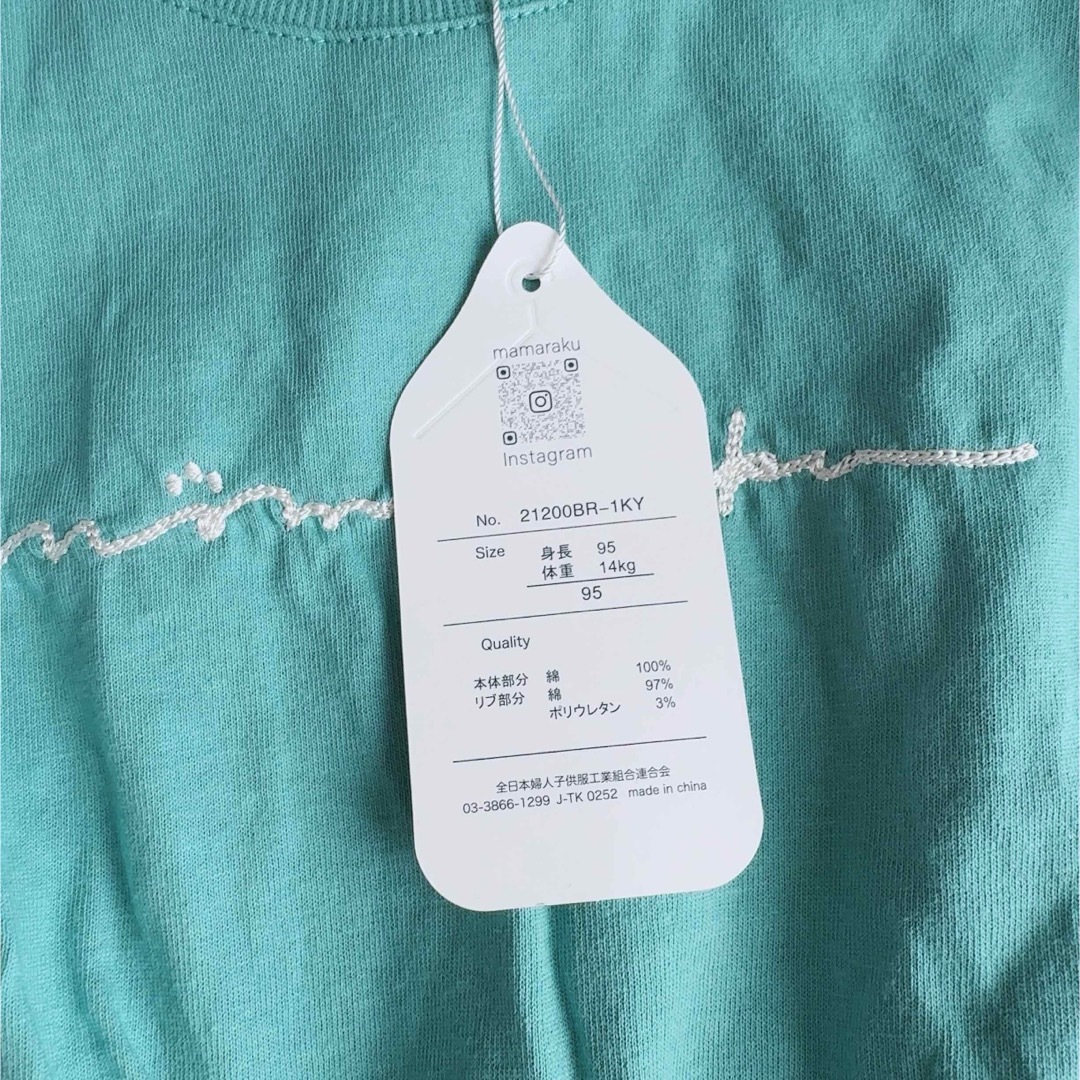 mamaraku
Instagram
No. 21200BR-1KY
Size 身長 95
体重 14kg
95
Quality
本体部分 綿 100%
リブ部分 綿 97%
ポリウレタン 3%
全日本婦人子供服工業組合連合会
03-3866-1299 J-TK 0252 made in china